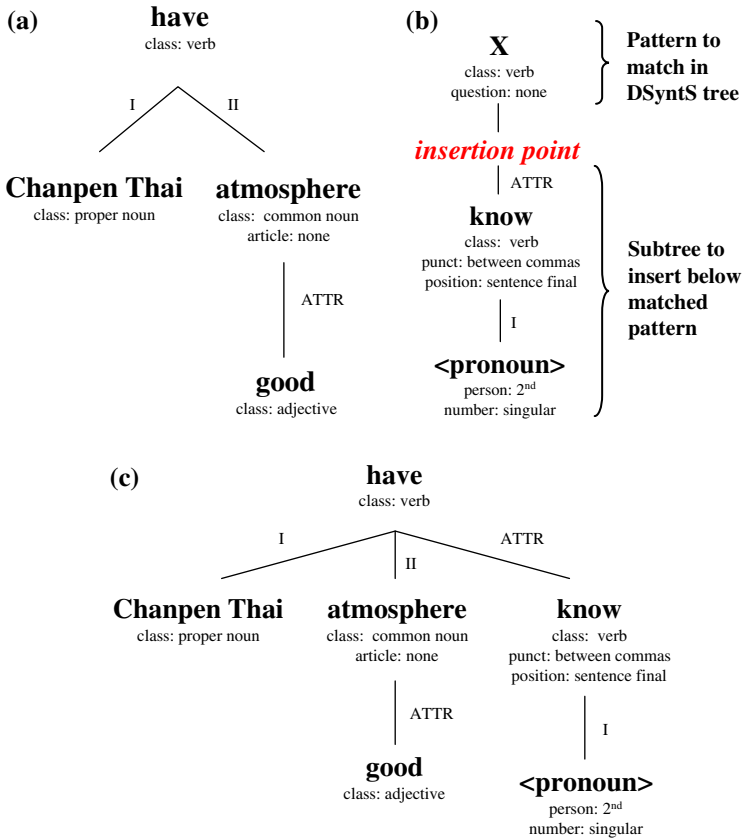 (a)
have
class: verb
I
II
Chanpen Thai
class: proper noun
atmosphere
class: common noun
article: none
ATTR
good
class: adjective
(b)
X
class: verb
question: none
Pattern to
match in
DSyntS tree
insertion point
ATTR
know
class: verb
punct: between commas
position: sentence final
I
<pronoun>
person: 2nd
number: singular
Subtree to
insert below
matched
pattern
(c)
have
class: verb
I
II
ATTR
Chanpen Thai
class: proper noun
atmosphere
class: common noun
article: none
ATTR
good
class: adjective
know
class: verb
punct: between commas
position: sentence final
I
<pronoun>
person: 2nd
number: singular